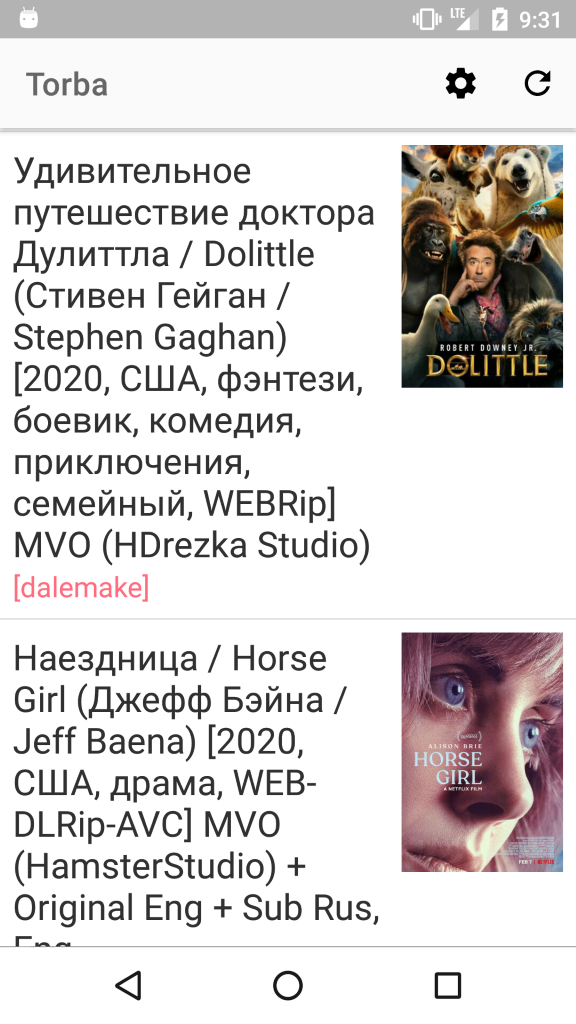 LTE 9:31
Torba
Удивительное
путешествие доктора
Дулиттла / Dolittle
(Стивен Гейган /
Stephen Gaghan)
[2020, США, фэнтези,
боевик, комедия,
приключения,
семейный, WEBRip]
MVO (HDrezka Studio)
[dalemake]
ROBERT DOWNEY JR.
DOLITTLE
Наездница / Horse
Girl (Джефф Бэйна /
Jeff Baena) [2020,
США, драма, WEB-
DLRip-AVC] MVO
(HamsterStudio) +
Original Eng + Sub Rus,
Eng
ALISON BRIE
HORSE
GIRL
A NETFLIX FILM
FEB 7 NETFLIX